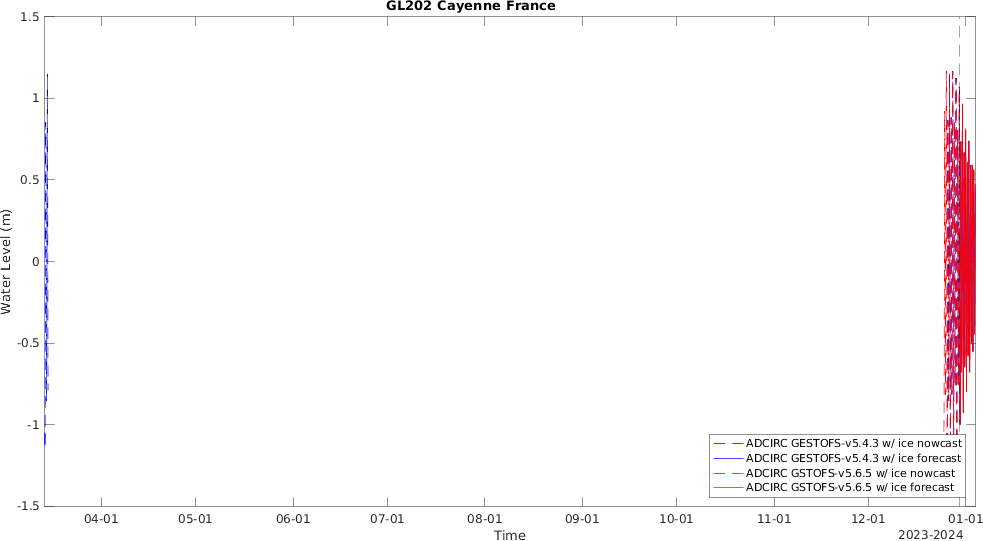 GL202 Cayenne France
1.5
1
0.5
0
-0.5
-1
-1.5
Water Level (m)
04-01 05-01 06-01 07-01 08-01 09-01 10-01 11-01 12-01 01-01
Time
2023-2024
ADCIRC GESTOFS-v5.4.3 w/ ice nowcast
ADCIRC GESTOFS-v5.4.3 w/ ice forecast
ADCIRC GSTOFS-v5.6.5 w/ ice nowcast
ADCIRC GSTOFS-v5.6.5 w/ ice forecast